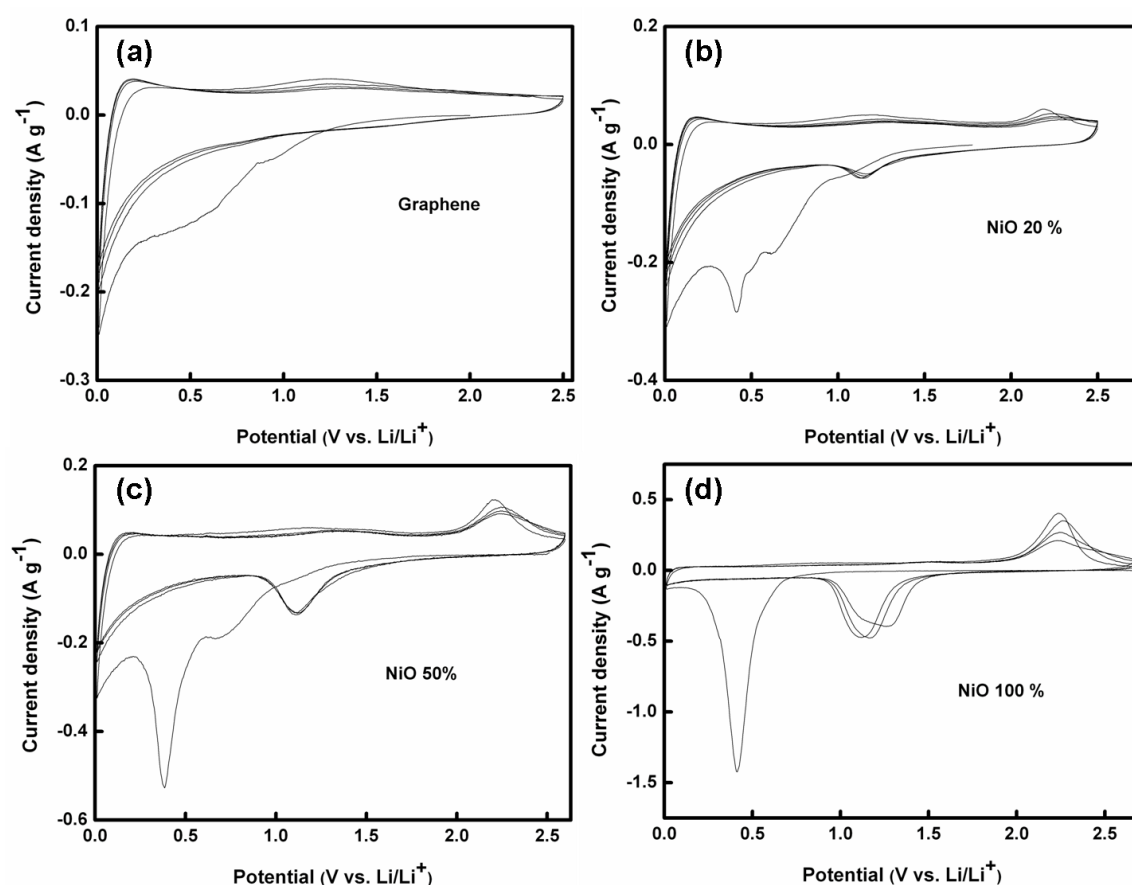 (a)
0.1
0.0
-0.1
-0.2
-0.3
Current density (A g⁻¹)
Graphene
0.0 0.5 1.0 1.5 2.0 2.5
Potential (V vs. Li/Li⁺)
(b)
0.2
0.0
-0.2
-0.4
Current density (A g⁻¹)
NiO 20 %
0.0 0.5 1.0 1.5 2.0 2.5
Potential (V vs. Li/Li⁺)
(c)
0.2
0.0
-0.2
-0.4
-0.6
Current density (A g⁻¹)
NiO 50%
0.0 0.5 1.0 1.5 2.0 2.5
Potential (V vs. Li/Li⁺)
(d)
0.5
0.0
-0.5
-1.0
-1.5
Current density (A g⁻¹)
NiO 100 %
0.0 0.5 1.0 1.5 2.0 2.5
Potential (V vs. Li/Li⁺)